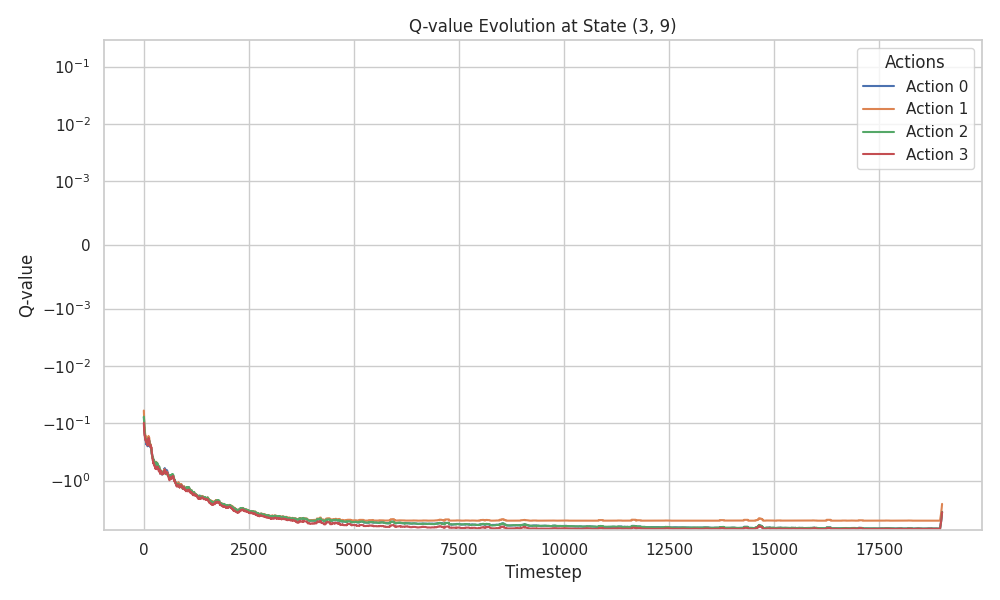 Q-value Evolution at State (3, 9)
Actions
Action 0
Action 1
Action 2
Action 3
10⁻¹
10⁻²
10⁻³
0
−10⁻³
−10⁻²
−10⁻¹
−10⁰
Q-value
0 2500 5000 7500 10000 12500 15000 17500
Timestep